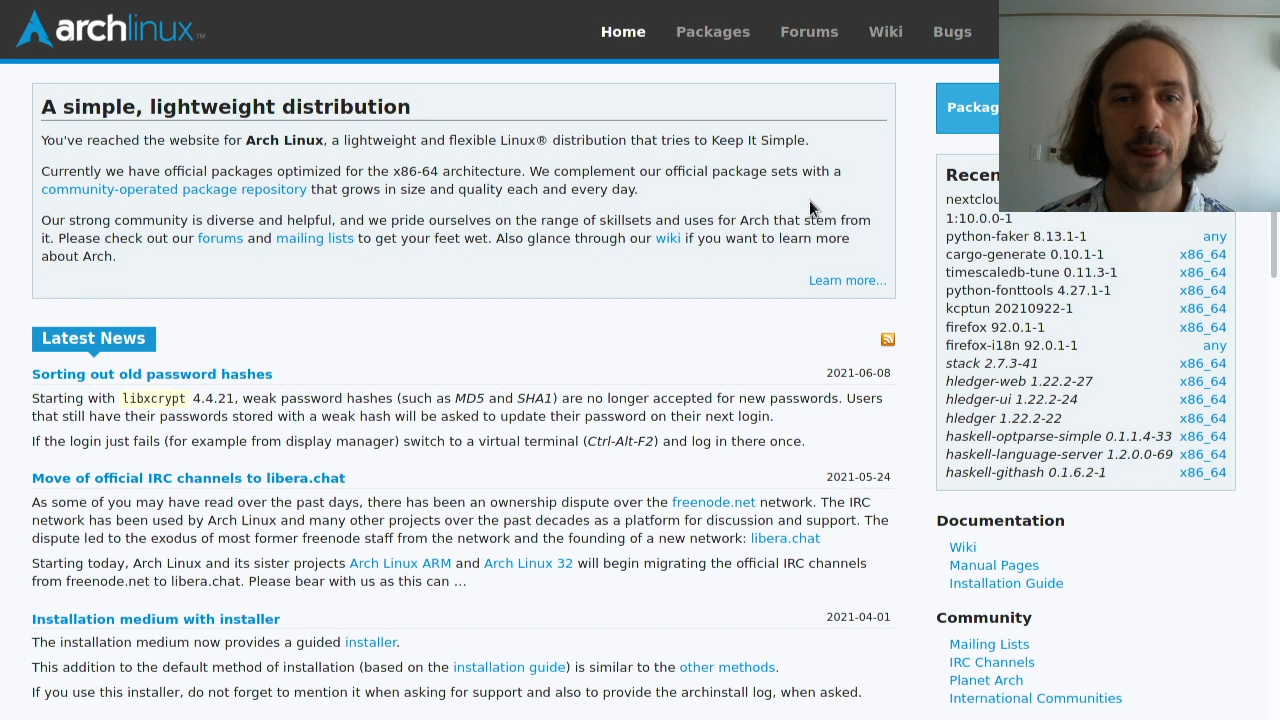 archlinux™
Home Packages Forums Wiki Bugs
A simple, lightweight distribution
You've reached the website for Arch Linux, a lightweight and flexible Linux® distribution that tries to Keep It Simple.
Currently we have official packages optimized for the x86-64 architecture. We complement our official package sets with a
community-operated package repository that grows in size and quality each and every day.
Our strong community is diverse and helpful, and we pride ourselves on the range of skillsets and uses for Arch that stem from
it. Please check out our forums and mailing lists to get your feet wet. Also glance through our wiki if you want to learn more
about Arch.
Learn more...
Latest News
Sorting out old password hashes 2021-06-08
Starting with libxcrypt 4.4.21, weak password hashes (such as MD5 and SHA1) are no longer accepted for new passwords. Users
that still have their passwords stored with a weak hash will be asked to update their password on their next login.
If the login just fails (for example from display manager) switch to a virtual terminal (Ctrl-Alt-F2) and log in there once.
Move of official IRC channels to libera.chat 2021-05-24
As some of you may have read over the past days, there has been an ownership dispute over the freenode.net network. The IRC
network has been used by Arch Linux and many other projects over the past decades as a platform for discussion and support. The
dispute led to the exodus of most former freenode staff from the network and the founding of a new network: libera.chat
Starting today, Arch Linux and its sister projects Arch Linux ARM and Arch Linux 32 will begin migrating the official IRC channels
from freenode.net to libera.chat. Please bear with us as this can …
Installation medium with installer 2021-04-01
The installation medium now provides a guided installer.
This addition to the default method of installation (based on the installation guide) is similar to the other methods.
If you use this installer, do not forget to mention it when asking for support and also to provide the archinstall log, when asked.
Packag
Recen
nextclou
1:10.0.0-1
python-faker 8.13.1-1 any
cargo-generate 0.10.1-1 x86_64
timescaledb-tune 0.11.3-1 x86_64
python-fonttools 4.27.1-1 x86_64
kcptun 20210922-1 x86_64
firefox 92.0.1-1 x86_64
firefox-i18n 92.0.1-1 any
stack 2.7.3-41 x86_64
hledger-web 1.22.2-27 x86_64
hledger-ui 1.22.2-24 x86_64
hledger 1.22.2-22 x86_64
haskell-optparse-simple 0.1.1.4-33 x86_64
haskell-language-server 1.2.0.0-69 x86_64
haskell-githash 0.1.6.2-1 x86_64
Documentation
Wiki
Manual Pages
Installation Guide
Community
Mailing Lists
IRC Channels
Planet Arch
International Communities